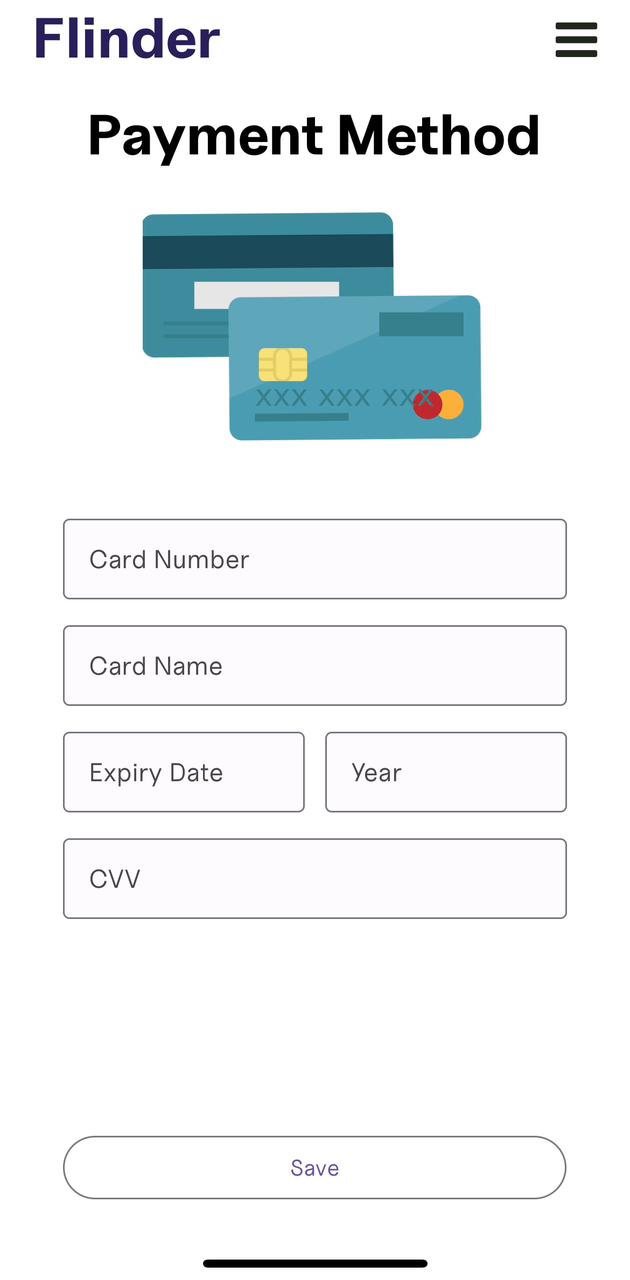 Flinder
Payment Method
XXX XXX XXX
Card Number
Card Name
Expiry Date Year
CVV
Save